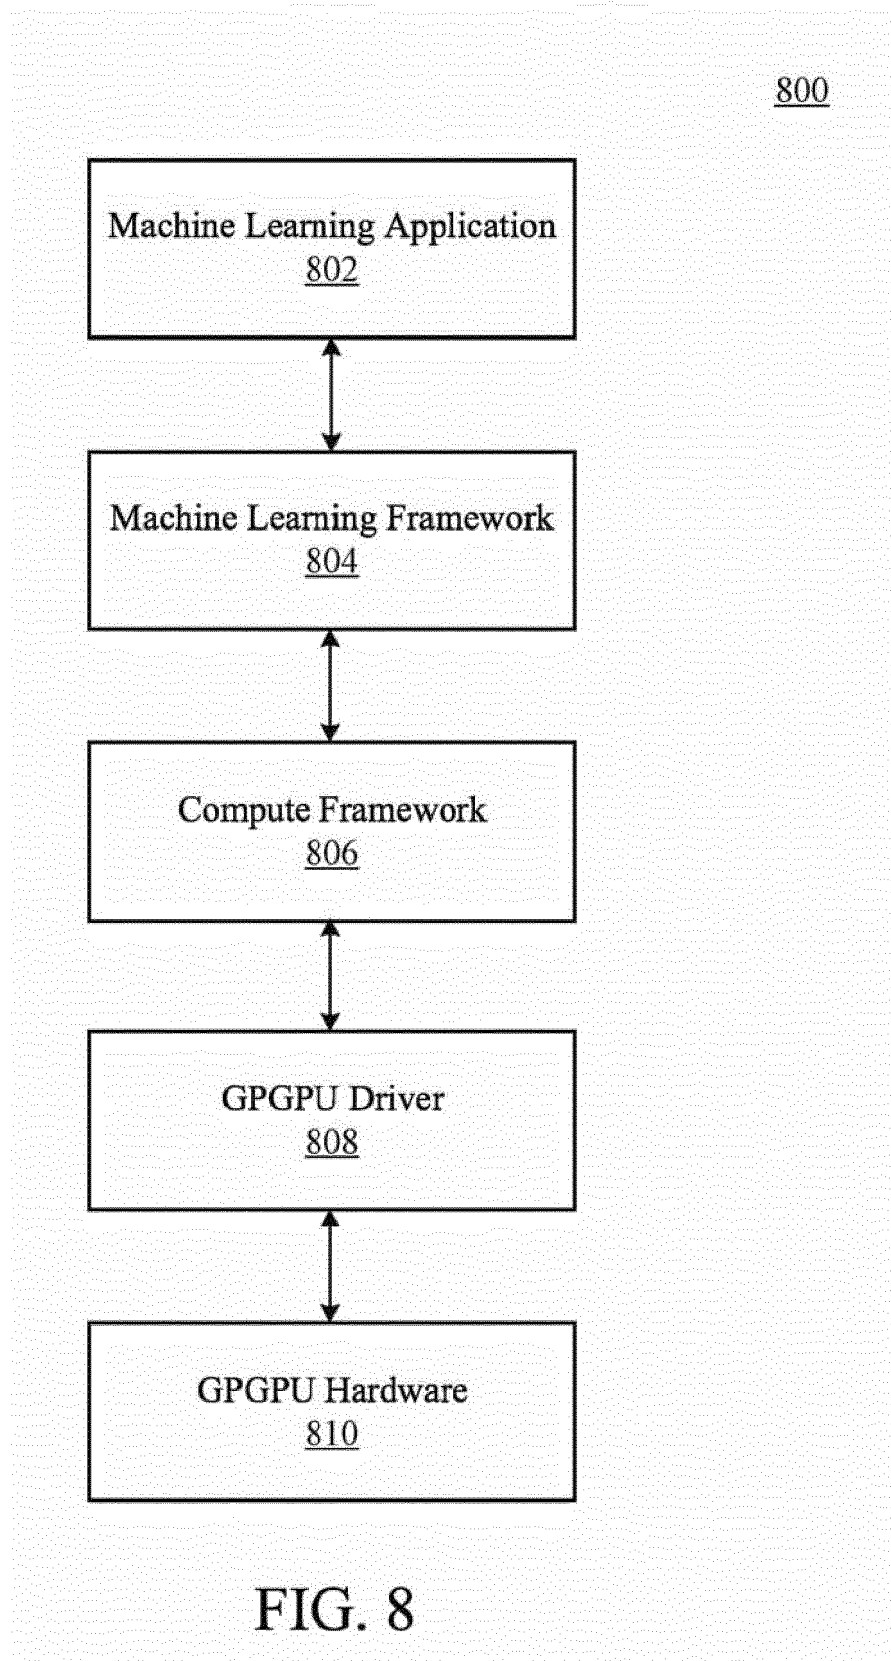 800
Machine Learning Application
802
Machine Learning Framework
804
Compute Framework
806
GPGPU Driver
808
GPGPU Hardware
810
FIG. 8